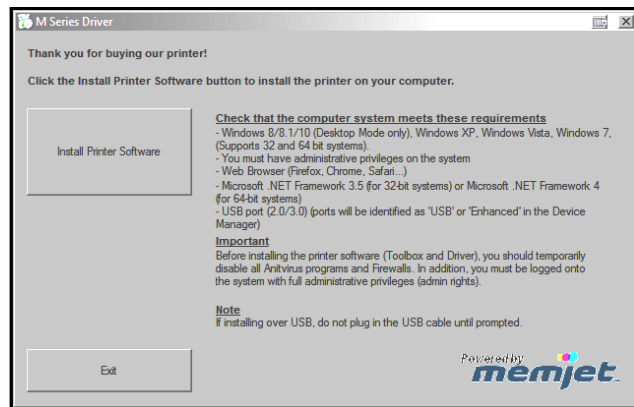 M Series Driver
Thank you for buying our printer!
Click the Install Printer Software button to install the printer on your computer.
Install Printer Software
Check that the computer system meets these requirements
- Windows 8/8.1/10 (Desktop Mode only), Windows XP, Windows Vista, Windows 7,
(Supports 32 and 64 bit systems).
- You must have administrative privileges on the system
- Web Browser (Firefox, Chrome, Safari...)
- Microsoft .NET Framework 3.5 (for 32-bit systems) or Microsoft .NET Framework 4
(for 64-bit systems)
- USB port (2.0/3.0) (ports will be identified as 'USB' or 'Enhanced' in the Device
Manager)
Important
Before installing the printer software (Toolbox and Driver), you should temporarily
disable all Anitvirus programs and Firewalls. In addition, you must be logged onto
the system with full administrative privileges (admin rights).
Note
If installing over USB, do not plug in the USB cable until prompted.
Exit
Powered by
memjet